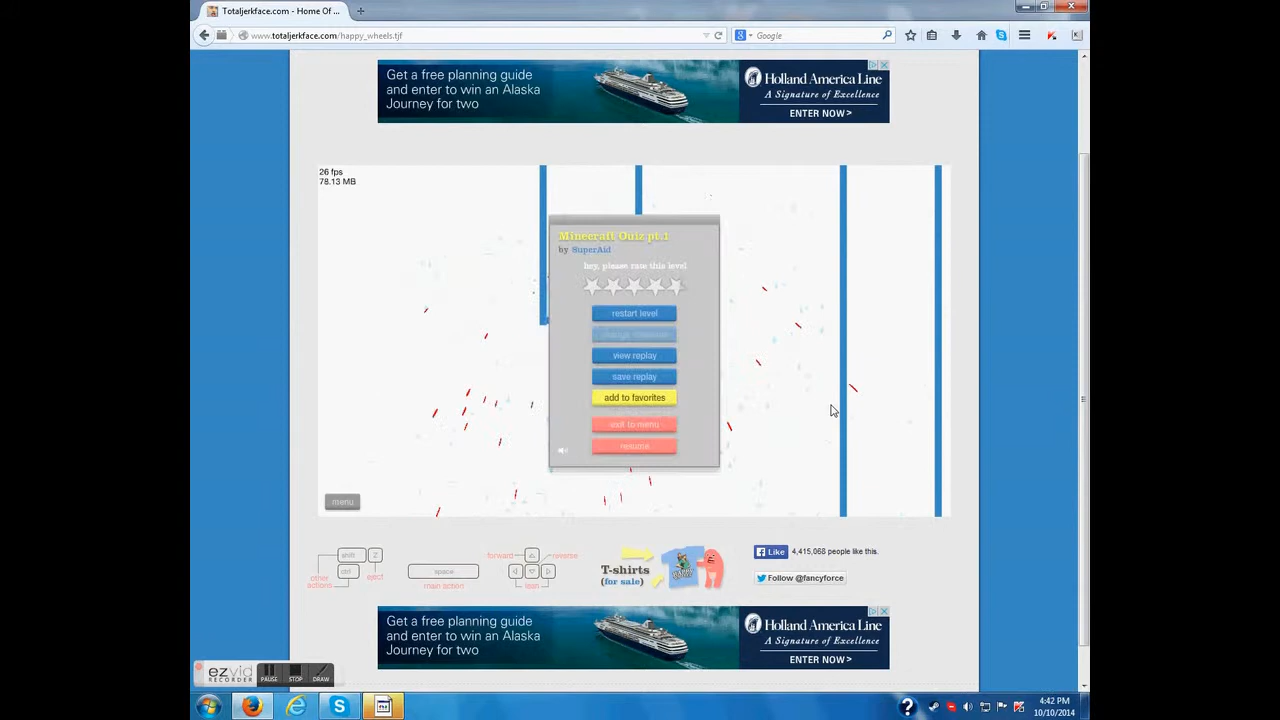 Totaljerkface.com - Home Of ...
www.totaljerkface.com/happy_wheels.tjf
Google
Get a free planning guide
and enter to win an Alaska
Journey for two
Holland America Line
A Signature of Excellence
ENTER NOW >
26 fps
78.13 MB
Minecraft Quiz pt.1
by SuperAid
hey, please rate this level
restart level
view replay
save replay
add to favorites
exit to menu
resume
menu
shift
Z
ctrl
eject
other
actions
space
main action
forward
reverse
lean
T-shirts
(for sale)
Like
4,415,068 people like this.
Follow @fancyforce
Get a free planning guide
and enter to win an Alaska
Journey for two
Holland America Line
A Signature of Excellence
ENTER NOW >
ezvid
RECORDER
PAUSE
STOP
DRAW
4:42 PM
10/10/2014